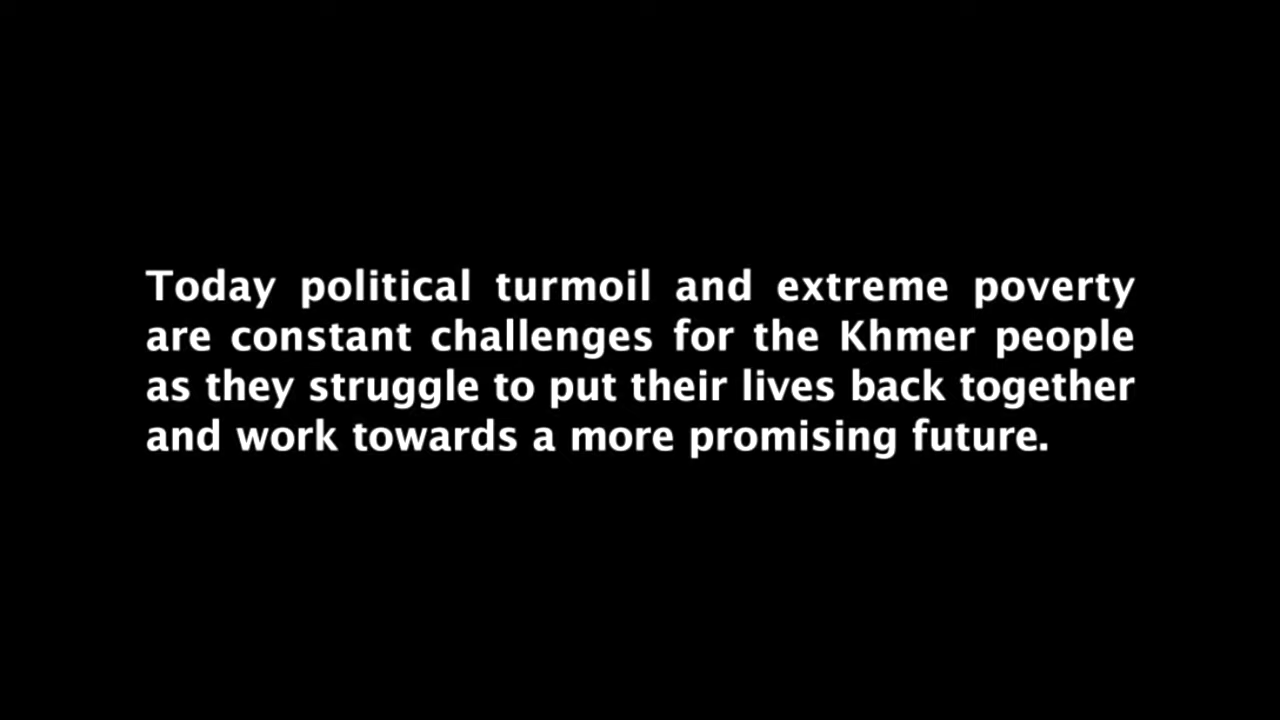 Today political turmoil and extreme poverty
are constant challenges for the Khmer people
as they struggle to put their lives back together
and work towards a more promising future.